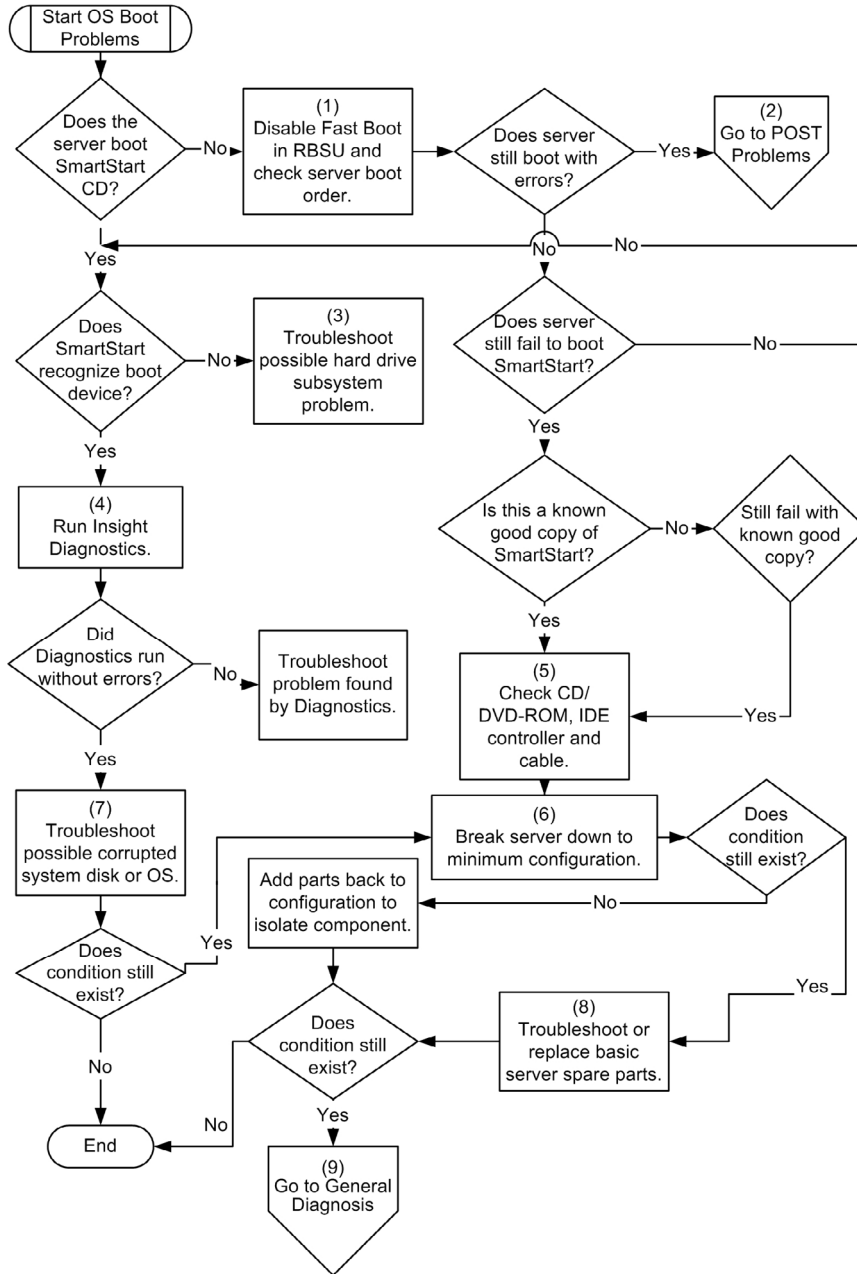 Start OS Boot
Problems
Does the
server boot
SmartStart
CD?
No
(1)
Disable Fast Boot
in RBSU and
check server boot
order.
Does server
still boot with
errors?
Yes
(2)
Go to POST
Problems
Yes
No
No
Does
SmartStart
recognize boot
device?
No
(3)
Troubleshoot
possible hard drive
subsystem
problem.
Does server
still fail to boot
SmartStart?
No
Yes
Yes
(4)
Run Insight
Diagnostics.
Is this a known
good copy of
SmartStart?
No
Still fail with
known good
copy?
Did
Diagnostics run
without errors?
No
Troubleshoot
problem found
by Diagnostics.
Yes
(5)
Check CD/
DVD-ROM, IDE
controller and
cable.
Yes
Yes
(7)
Troubleshoot
possible corrupted
system disk or OS.
(6)
Break server down to
minimum configuration.
Does
condition
still exist?
Add parts back to
configuration to
isolate component.
No
Yes
Does
condition still
exist?
Yes
Does
condition still
exist?
(8)
Troubleshoot or
replace basic
server spare parts.
No
No
Yes
End
(9)
Go to General
Diagnosis